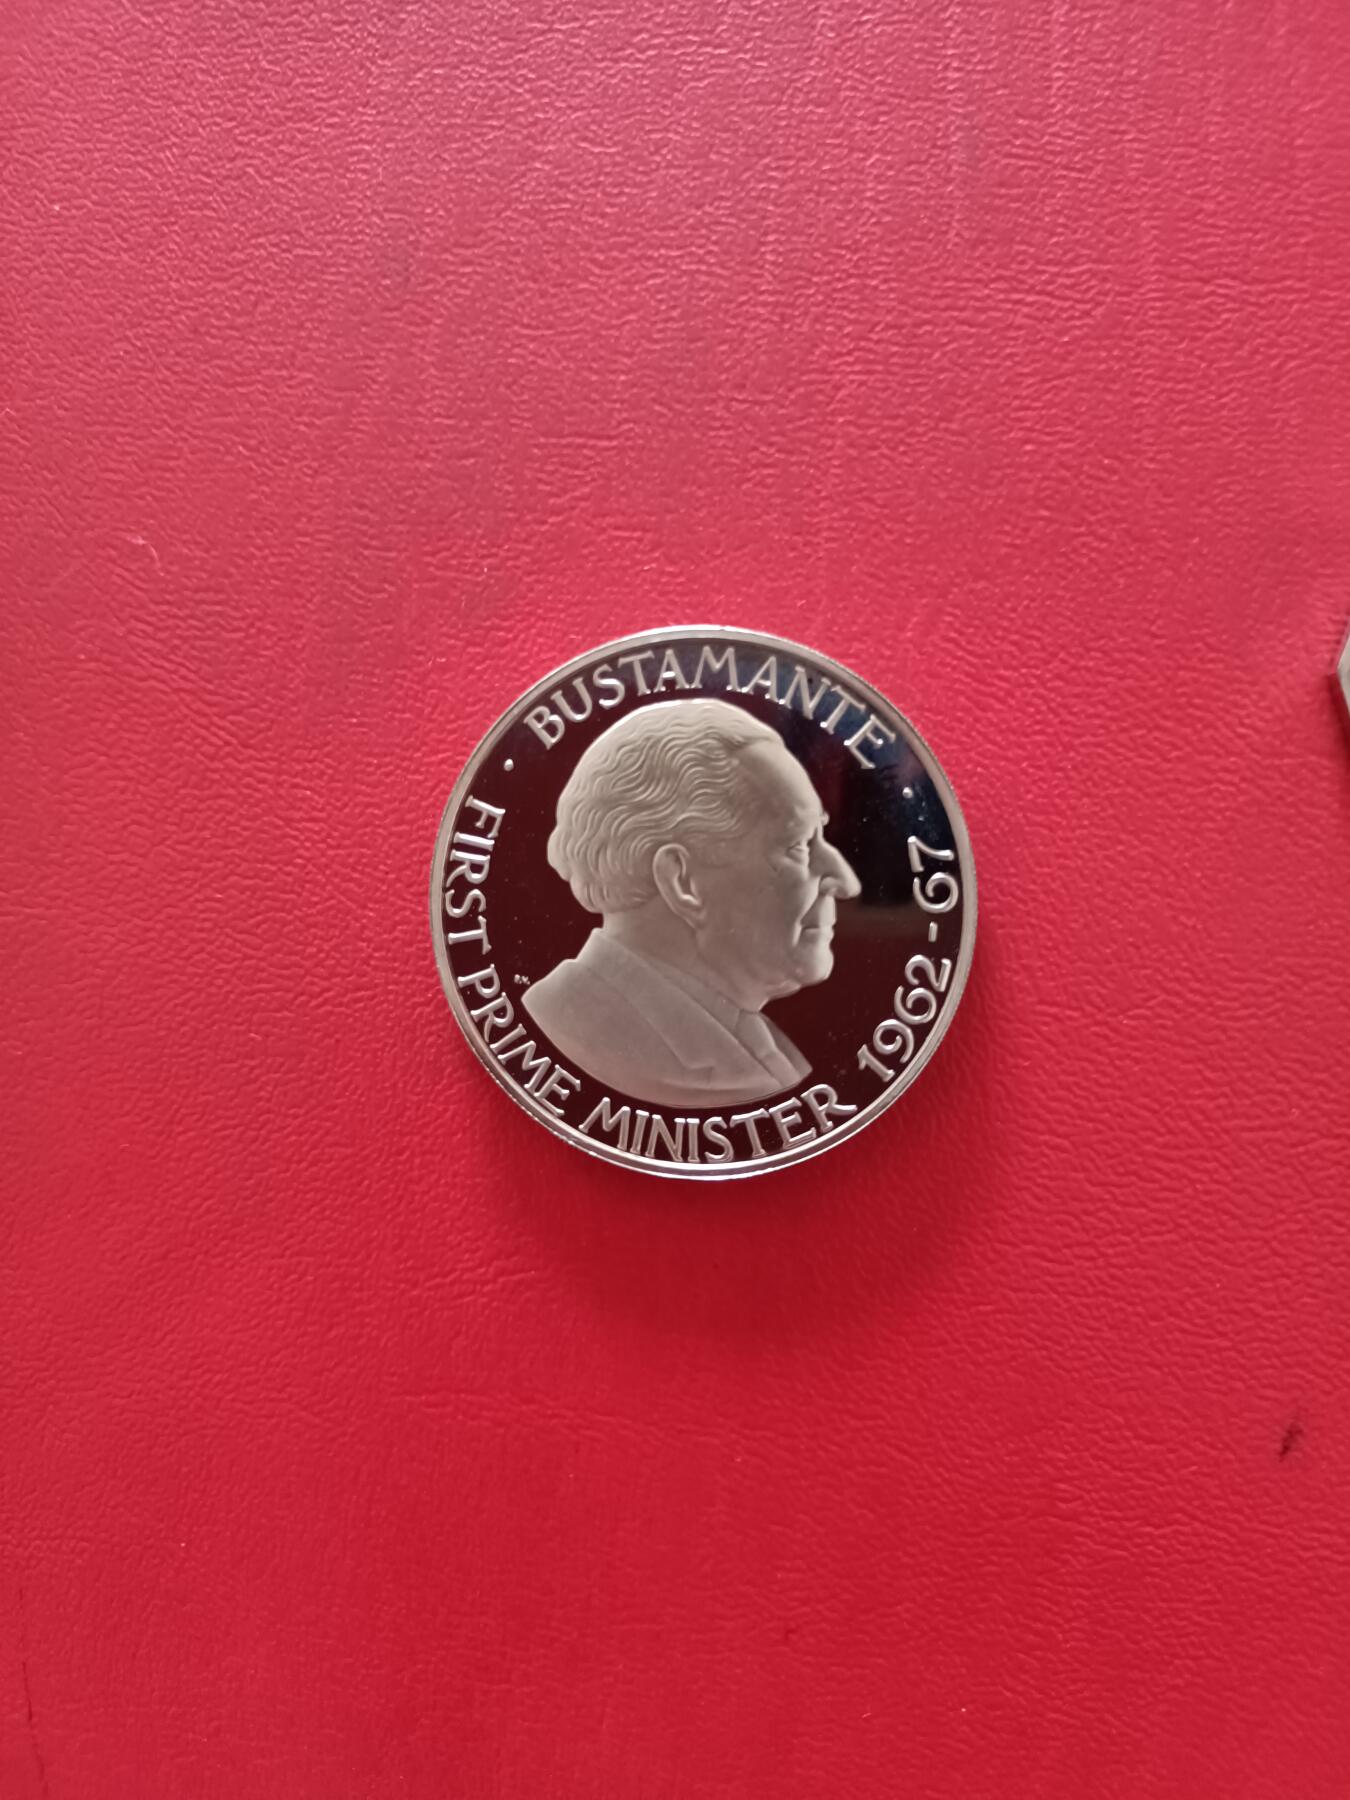 · BUSTAMANTE ·
FIRST PRIME MINISTER 1962-67